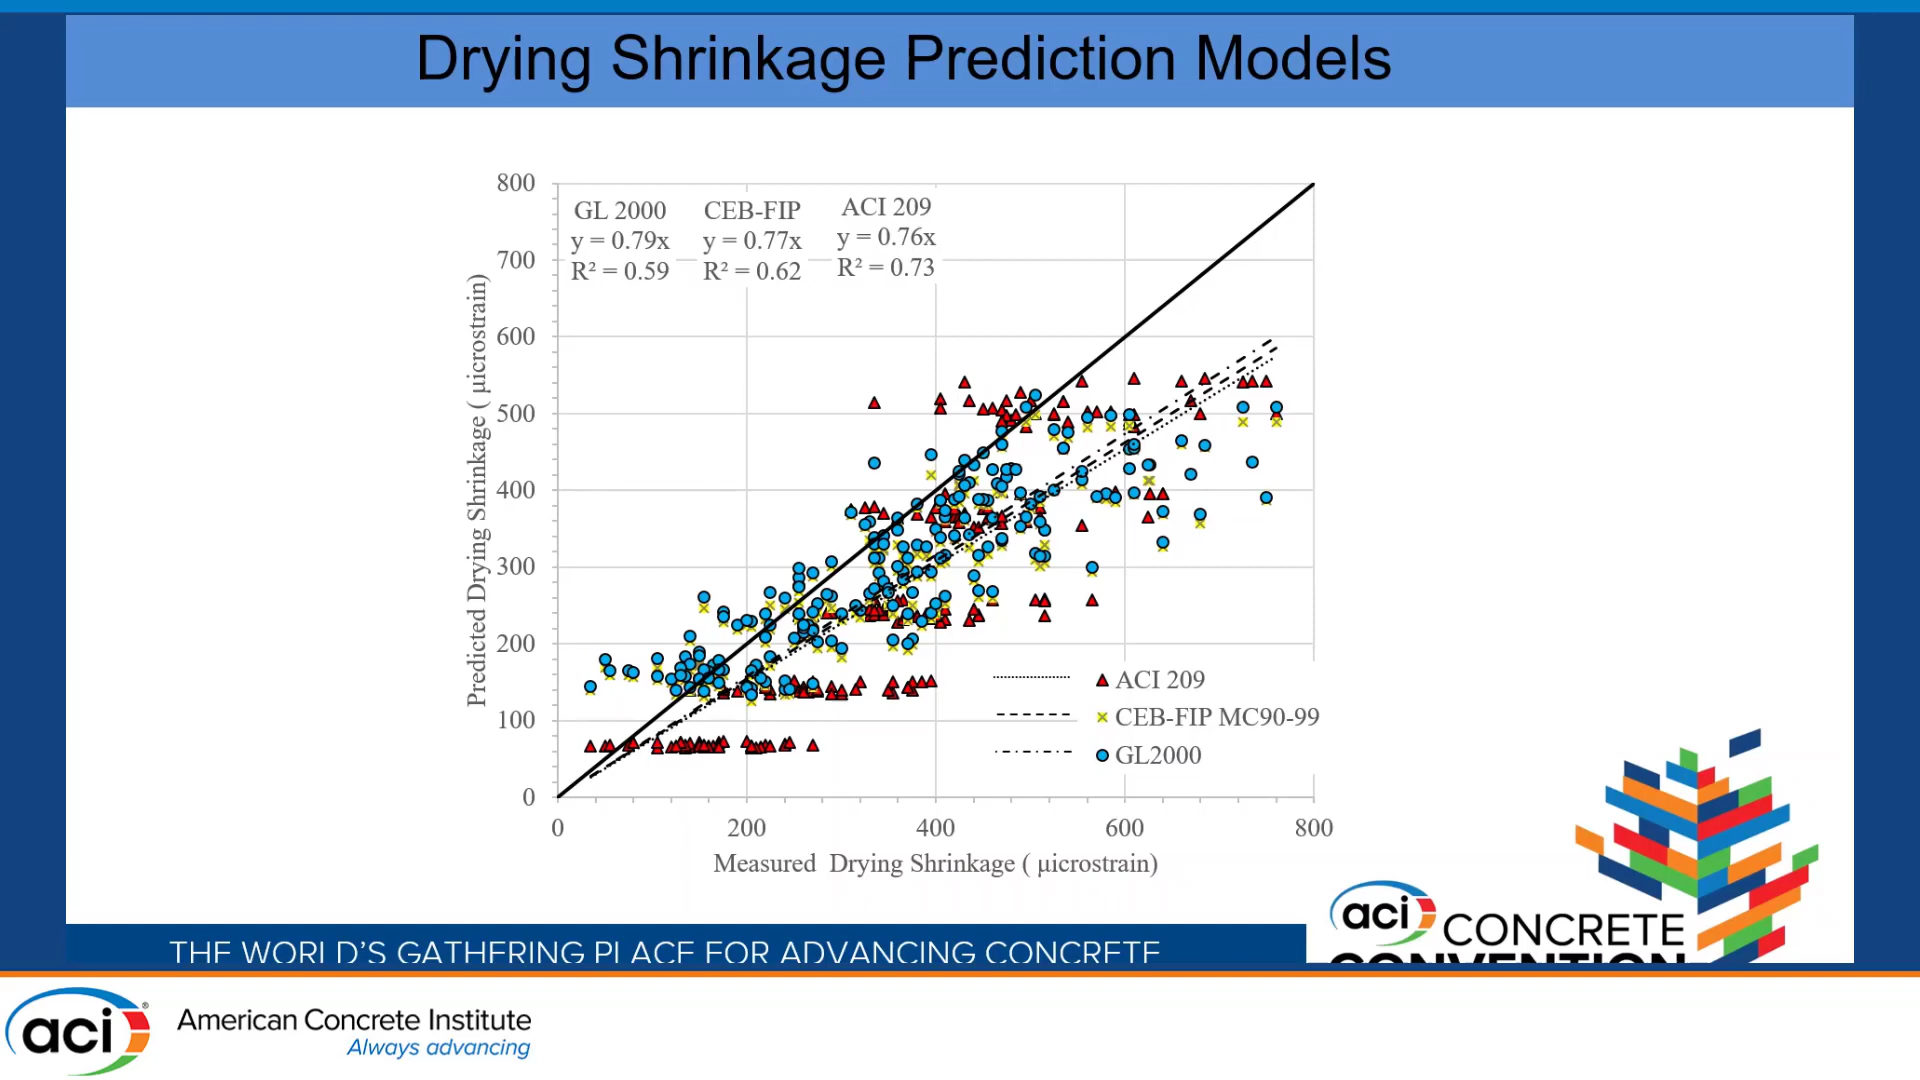 Drying Shrinkage Prediction Models
GL 2000
y = 0.79x
R² = 0.59
CEB-FIP
y = 0.77x
R² = 0.62
ACI 209
y = 0.76x
R² = 0.73
800
700
600
500
400
300
200
100
0
Predicted Drying Shrinkage ( μicrostrain)
ACI 209
CEB-FIP MC90-99
GL2000
0 200 400 600 800
Measured Drying Shrinkage ( μicrostrain)
aci CONCRETE
CONVENTION
THE WORLD'S GATHERING PLACE FOR ADVANCING CONCRETE
aci®
American Concrete Institute
Always advancing